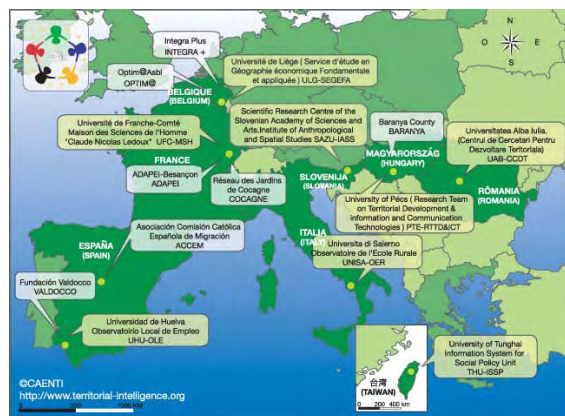 Integra Plus
INTEGRA +
N
O
E
S
Optim@Asbl
OPTIM@
Université de Liège ( Service d'étude en
Géographie économique Fondamentale
et appliquée ) ULG-SEGEFA
BELGIQUE
(BELGIUM)
Université de Franche-Comté
Maison des Sciences de l'Homme
"Claude Nicolas Ledoux" UFC-MSH
Scientific Research Centre of the
Slovenian Academy of Sciences and
Arts.Institute of Anthropological
and Spatial Studies SAZU-IASS
Baranya County
BARANYA
Universitatea Alba Iulia.
(Centrul de Cercetari Pentru
Dezvoltare Teritoriala)
UAB-CCDT
FRANCE
MAGYARORSZÁG
(HUNGARY)
ADAPEI-Besançon
ADAPEI
Réseau des Jardins
de Cocagne
COCAGNE
SLOVENIJA
(SLOVANIA)
RÔMANIA
(ROMANIA)
University of Pécs ( Research Team
on Territorial Development &
information and Communication
Technologies ) PTE-RTTD&ICT
ITALIA
(ITALY)
Asociación Comisión Católica
Española de Migración
ACCEM
ESPAÑA
(SPAIN)
Universita di Salerno
Observatoire de l'Ecole Rurale
UNISA-OER
Fundación Valdocco
VALDOCCO
Universidad de Huelva
Observatoirio Local de Empleo
UHU-OLE
University of Tunghai
Information System for
Social Policy Unit
THU-ISSP
台湾
(TAIWAN)
0 200 400 km
©CAENTI
http://www.territorial-intelligence.org